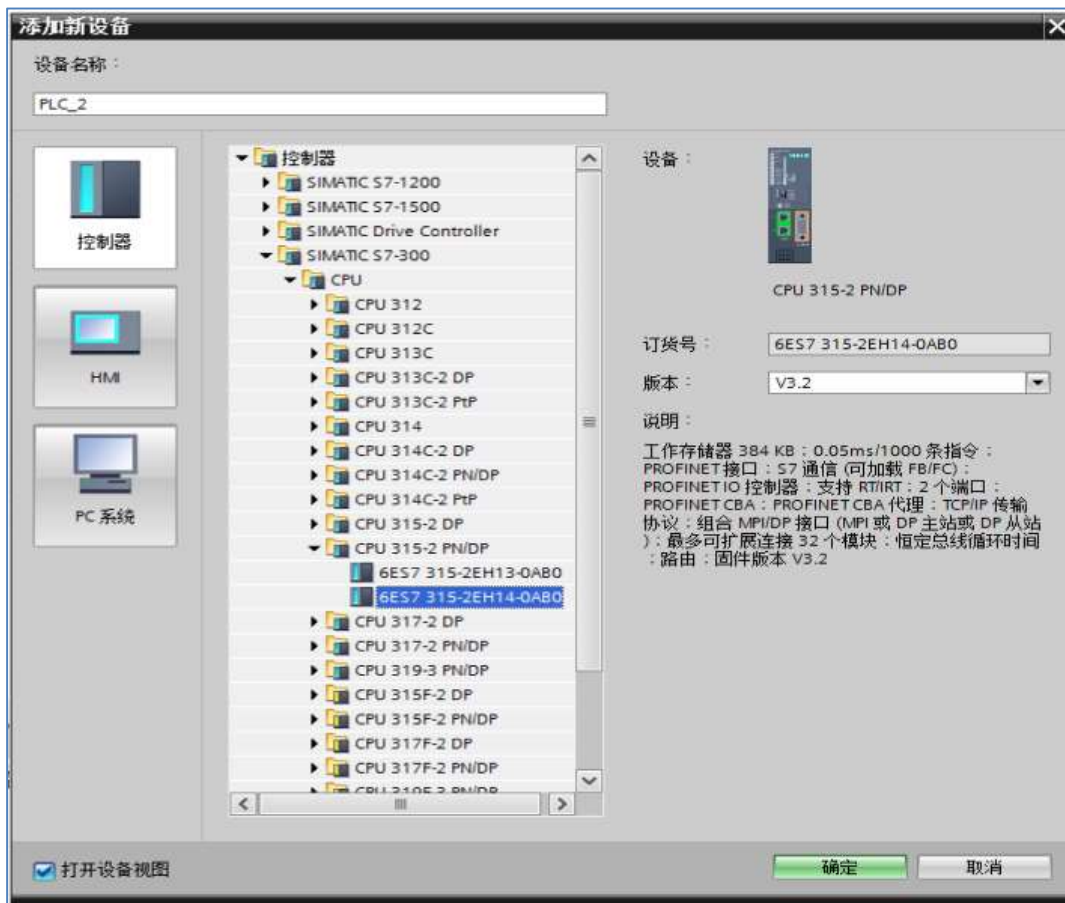 添加新设备
设备名称：
PLC_2
控制器
HMI
PC 系统
控制器
SIMATIC S7-1200
SIMATIC S7-1500
SIMATIC Drive Controller
SIMATIC S7-300
CPU
CPU 312
CPU 312C
CPU 313C
CPU 313C-2 DP
CPU 313C-2 PtP
CPU 314
CPU 314C-2 DP
CPU 314C-2 PN/DP
CPU 314C-2 PtP
CPU 315-2 DP
CPU 315-2 PN/DP
6ES7 315-2EH13-0AB0
6ES7 315-2EH14-0AB0
CPU 317-2 DP
CPU 317-2 PN/DP
CPU 319-3 PN/DP
CPU 315F-2 DP
CPU 315F-2 PN/DP
CPU 317F-2 DP
CPU 317F-2 PN/DP
CPU 319F-3 PN/DP
设备：
CPU 315-2 PN/DP
订货号：
6ES7 315-2EH14-0AB0
版本：
V3.2
说明：
工作存储器 384 KB；0.05ms/1000 条指令；
PROFINET 接口；S7 通信 (可加载 FB/FC)；
PROFINET IO 控制器；支持 RT/IRT；2 个端口；
PROFINET CBA；PROFINET CBA 代理；TCP/IP 传输
协议；组合 MPI/DP 接口 (MPI 或 DP 主站或 DP 从站
)；最多可扩展连接 32 个模块；恒定总线循环时间
；路由；固件版本 V3.2
打开设备视图
确定
取消